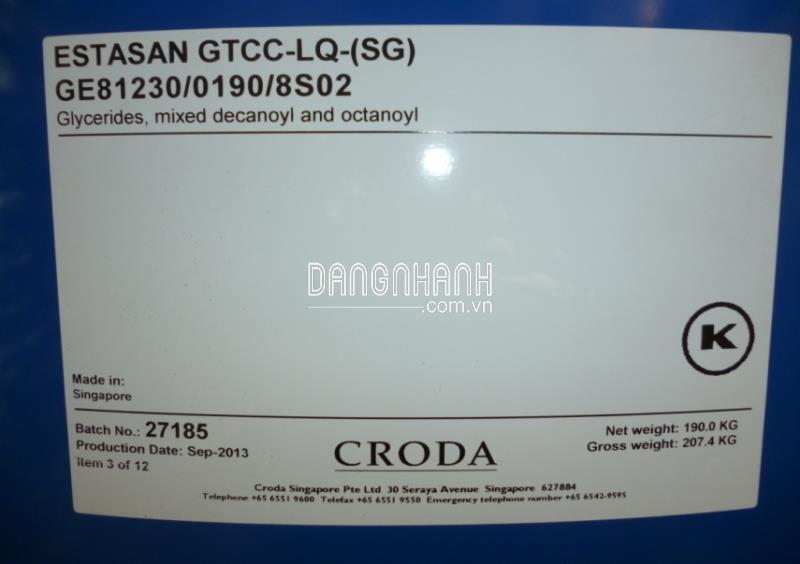 ESTASAN GTCC-LQ-(SG)
GE81230/0190/8S02
Glycerides, mixed decanoyl and octanoyl
DANGNHANH
.com.vn
K
Made in:
Singapore
Batch No.: 27185
Production Date: Sep-2013
Item 3 of 12
CRODA
Net weight: 190.0 KG
Gross weight: 207.4 KG
Croda Singapore Pte Ltd 30 Seraya Avenue Singapore 627884
Telephone +65 6551 9600 Telefax +65 6551 9550 Emergency telephone number +65 6542-9595